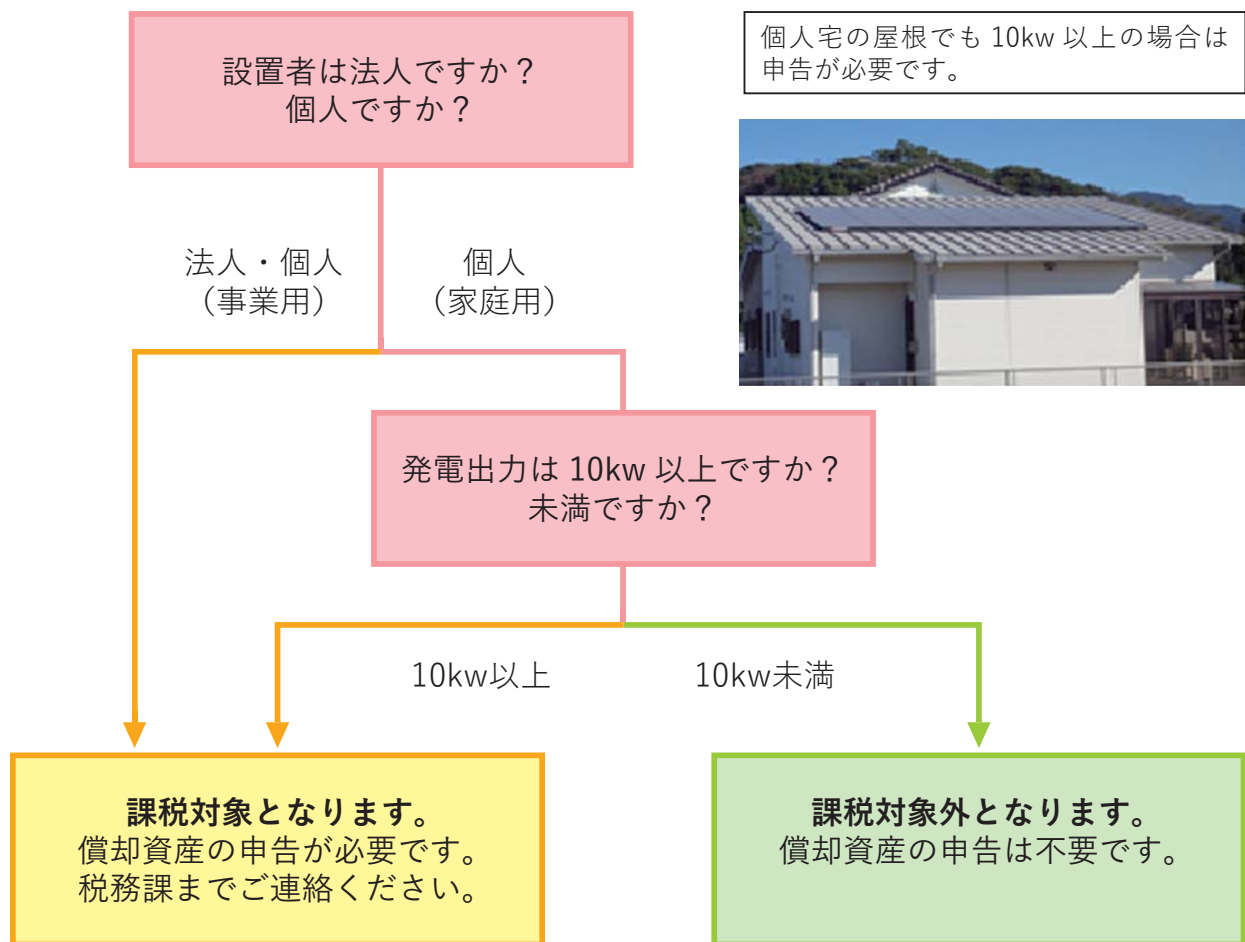 設置者は法人ですか？
個人ですか？
個人宅の屋根でも 10kw 以上の場合は
申告が必要です。
法人・個人
（事業用）
個人
（家庭用）
発電出力は 10kw 以上ですか？
未満ですか？
10kw以上
10kw未満
課税対象となります。
償却資産の申告が必要です。
税務課までご連絡ください。
課税対象外となります。
償却資産の申告は不要です。